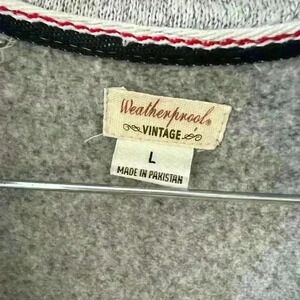 Weatherproof®
VINTAGE
L
MADE IN PAKISTAN